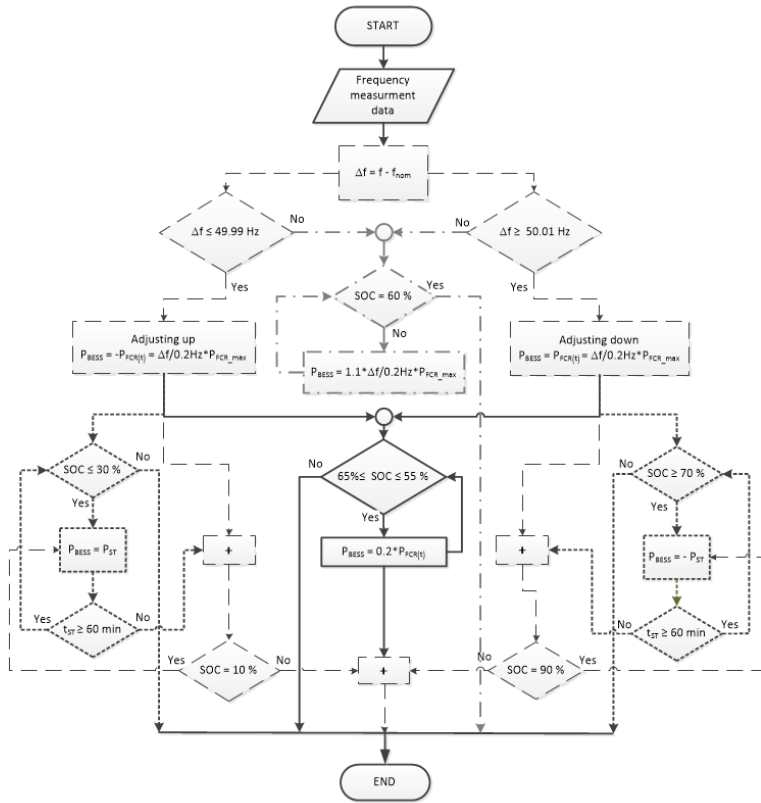 START
Frequency
measurment
data
Δf = f - fnom
Δf ≤ 49.99 Hz
No
No
Δf ≥ 50.01 Hz
Yes
SOC = 60 %
Yes
Yes
No
Adjusting up
PBESS = -PFCR(t) = Δf/0.2Hz*PFCR_max
PBESS = 1.1*Δf/0.2Hz*PFCR_max
Adjusting down
PBESS = PFCR(t) = Δf/0.2Hz*PFCR_max
SOC ≤ 30 %
No
No
65%≤ SOC ≤ 55 %
No
SOC ≥ 70 %
Yes
Yes
Yes
PBESS = PST
+
PBESS = 0.2*PFCR(t)
+
PBESS = - PST
Yes
tST ≥ 60 min
No
No
tST ≥ 60 min
Yes
Yes
SOC = 10 %
No
+
No
SOC = 90 %
Yes
END